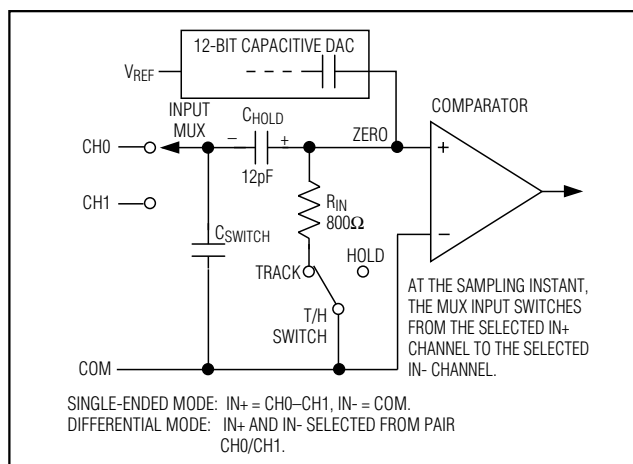 12-BIT CAPACITIVE DAC
VREF
INPUT
MUX
CHOLD
– +
12pF
ZERO
COMPARATOR
+
–
CH0
CH1
CSWITCH
RIN
800Ω
TRACK
HOLD
T/H
SWITCH
COM
AT THE SAMPLING INSTANT,
THE MUX INPUT SWITCHES
FROM THE SELECTED IN+
CHANNEL TO THE SELECTED
IN- CHANNEL.
SINGLE-ENDED MODE: IN+ = CH0–CH1, IN- = COM.
DIFFERENTIAL MODE: IN+ AND IN- SELECTED FROM PAIR
CH0/CH1.